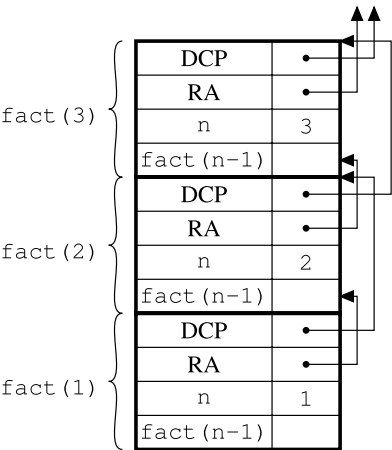 DCP
RA
fact(3)
n 3
fact(n-1)
DCP
RA
fact(2)
n 2
fact(n-1)
DCP
RA
fact(1)
n 1
fact(n-1)